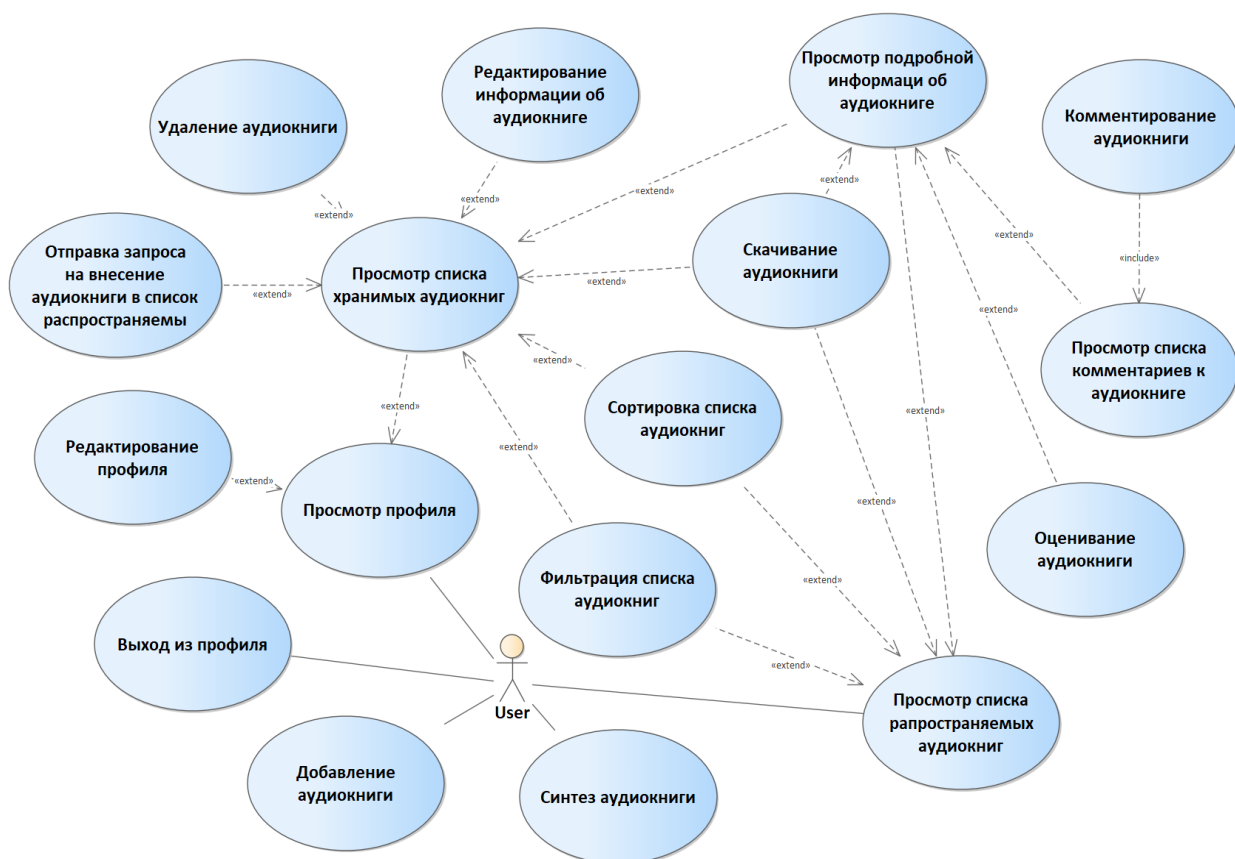 Удаление аудиокниги
Редактирование
информации об
аудиокниге
Просмотр подробной
информаци об
аудиокниге
Комментирование
аудиокниги
«extend»
«extend»
«extend»
«extend»
«extend»
«include»
Отправка запроса
на внесение
аудиокниги в список
распространяемы
«extend»
Просмотр списка
хранимых аудиокниг
«extend»
Скачивание
аудиокниги
«extend»
«extend»
Просмотр списка
комментариев к
аудиокниге
«extend»
Сортировка списка
аудиокниг
«extend»
«extend»
Редактирование
профиля
«extend»
Просмотр профиля
«extend»
Фильтрация списка
аудиокниг
«extend»
Оценивание
аудиокниги
«extend»
Выход из профиля
User
Просмотр списка
рапространяемых
аудиокниг
Добавление
аудиокниги
Синтез аудиокниги